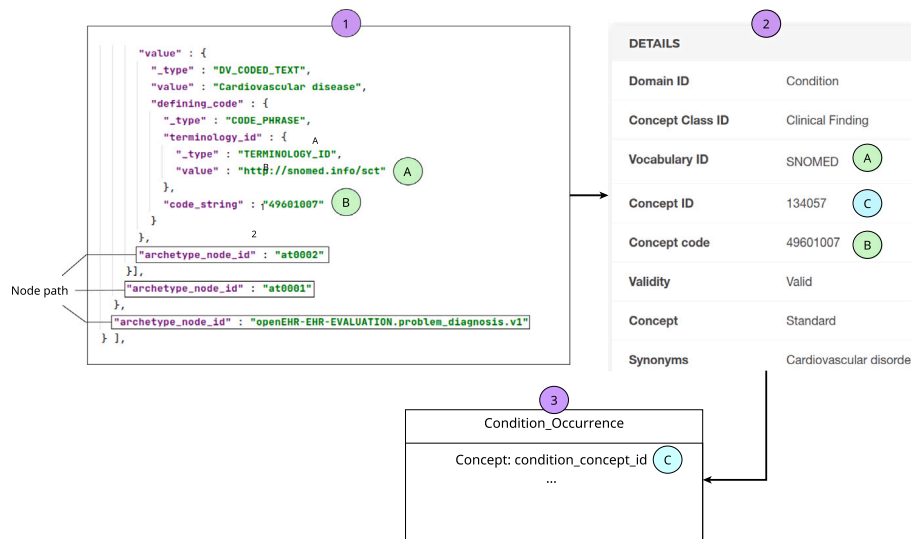 1
"value" : {
"_type" : "DV_CODED_TEXT",
"value" : "Cardiovascular disease",
"defining_code" : {
"_type" : "CODE_PHRASE",
"terminology_id" : {
A
"_type" : "TERMINOLOGY_ID",
B
"value" : "http://snomed.info/sct" A
},
"code_string" : "49601007" B
1
}
2
},
"archetype_node_id" : "at0002"
}],
Node path
"archetype_node_id" : "at0001"
},
"archetype_node_id" : "openEHR-EHR-EVALUATION.problem_diagnosis.v1"
} ],
2
DETAILS
Domain ID Condition
Concept Class ID Clinical Finding
Vocabulary ID SNOMED A
Concept ID 134057 C
Concept code 49601007 B
Validity Valid
Concept Standard
Synonyms Cardiovascular disorde
3
Condition_Occurrence
Concept: condition_concept_id C
...